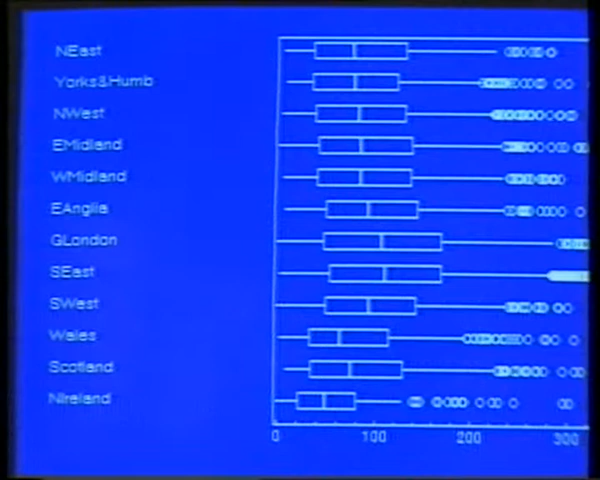 NEast
Yorks&Humb
NWest
EMidland
WMidland
EAnglia
GLondon
SEast
SWest
Wales
Scotland
NIreland
0 100 200 300